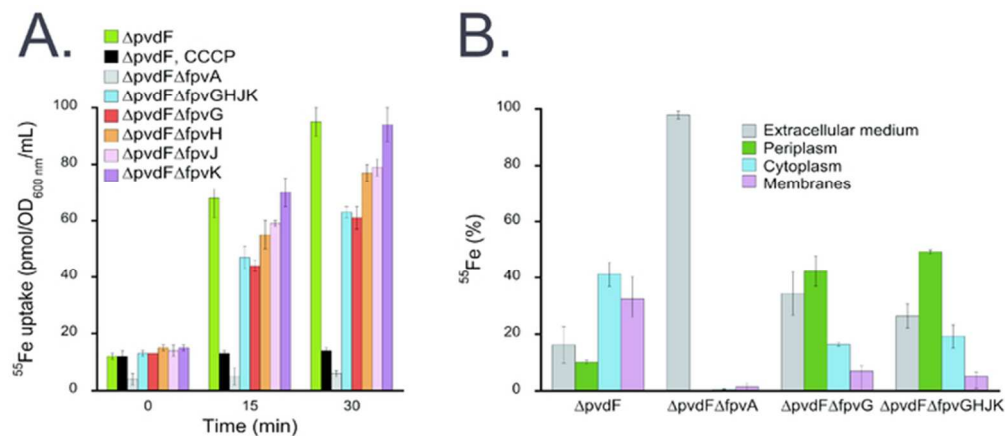 A.
ΔpvdF
ΔpvdF, CCCP
ΔpvdFΔfpvA
ΔpvdFΔfpvGHJK
ΔpvdFΔfpvG
ΔpvdFΔfpvH
ΔpvdFΔfpvJ
ΔpvdFΔfpvK
55Fe uptake (pmol/OD600 nm/mL)
100
80
60
40
20
0
0 15 30
Time (min)
B.
Extracellular medium
Periplasm
Cytoplasm
Membranes
55Fe (%)
100
80
60
40
20
0
ΔpvdF ΔpvdFΔfpvA ΔpvdFΔfpvG ΔpvdFΔfpvGHJK